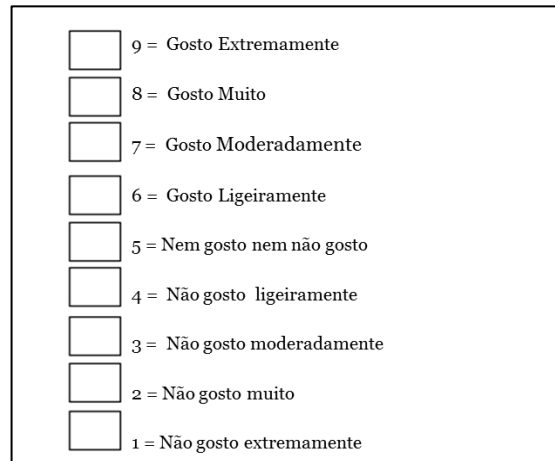 9 = Gosto Extremamente
8 = Gosto Muito
7 = Gosto Moderadamente
6 = Gosto Ligeiramente
5 = Nem gosto nem não gosto
4 = Não gosto ligeiramente
3 = Não gosto moderadamente
2 = Não gosto muito
1 = Não gosto extremamente